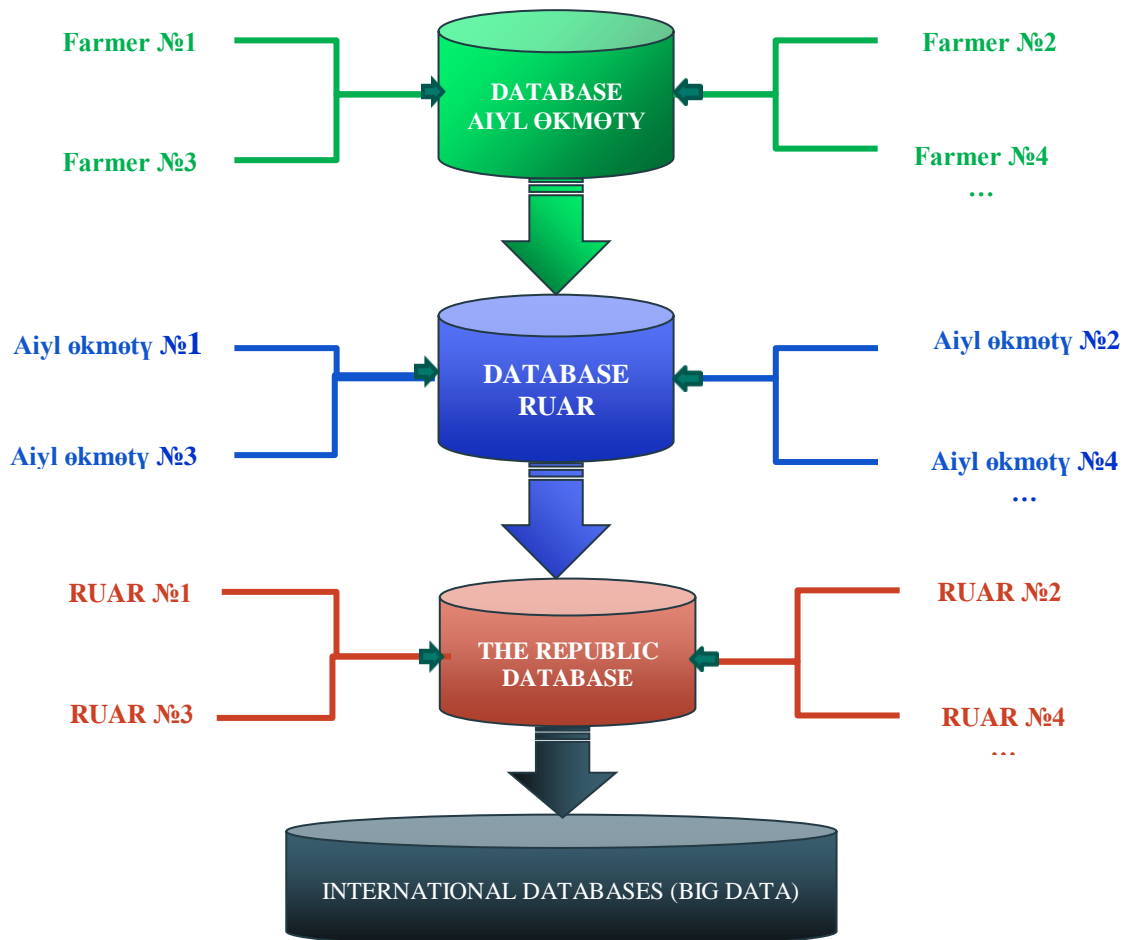 Farmer №1
Farmer №2
DATABASE
AIYL ӨKMӨTY
Farmer №3
Farmer №4
...
Aiyl өkmөtү №1
Aiyl өkmөtү №2
DATABASE
RUAR
Aiyl өkmөtү №3
Aiyl өkmөtү №4
...
RUAR №1
RUAR №2
THE REPUBLIC
DATABASE
RUAR №3
RUAR №4
...
INTERNATIONAL DATABASES (BIG DATA)